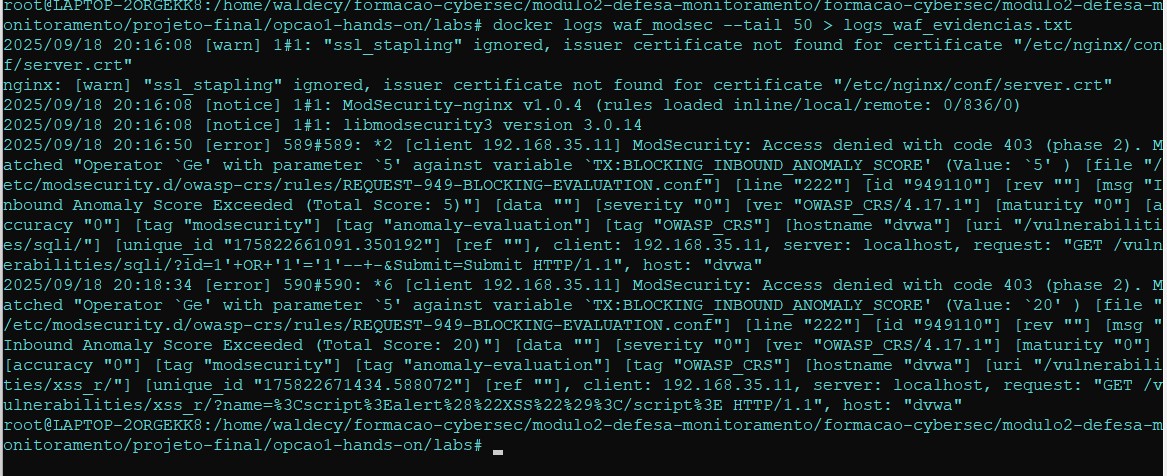 root@LAPTOP-2ORGEKK8:/home/waldecy/formacao-cybersec/modulo2-defesa-monitoramento/formacao-cybersec/modulo2-defesa-m
onitoramento/projeto-final/opcao1-hands-on/labs# docker logs waf_modsec --tail 50 > logs_waf_evidencias.txt
2025/09/18 20:16:08 [warn] 1#1: "ssl_stapling" ignored, issuer certificate not found for certificate "/etc/nginx/con
f/server.crt"
nginx: [warn] "ssl_stapling" ignored, issuer certificate not found for certificate "/etc/nginx/conf/server.crt"
2025/09/18 20:16:08 [notice] 1#1: ModSecurity-nginx v1.0.4 (rules loaded inline/local/remote: 0/836/0)
2025/09/18 20:16:08 [notice] 1#1: libmodsecurity3 version 3.0.14
2025/09/18 20:16:50 [error] 589#589: *2 [client 192.168.35.11] ModSecurity: Access denied with code 403 (phase 2). M
atched "Operator `Ge' with parameter `5' against variable `TX:BLOCKING_INBOUND_ANOMALY_SCORE' (Value: `5' ) [file "/
etc/modsecurity.d/owasp-crs/rules/REQUEST-949-BLOCKING-EVALUATION.conf"] [line "222"] [id "949110"] [rev ""] [msg "I
nbound Anomaly Score Exceeded (Total Score: 5)"] [data ""] [severity "0"] [ver "OWASP_CRS/4.17.1"] [maturity "0"] [a
ccuracy "0"] [tag "modsecurity"] [tag "anomaly-evaluation"] [tag "OWASP_CRS"] [hostname "dvwa"] [uri "/vulnerabiliti
es/sqli/"] [unique_id "175822661091.350192"] [ref ""], client: 192.168.35.11, server: localhost, request: "GET /vuln
erabilities/sqli/?id=1'+OR+'1'='1'--+-&Submit=Submit HTTP/1.1", host: "dvwa"
2025/09/18 20:18:34 [error] 590#590: *6 [client 192.168.35.11] ModSecurity: Access denied with code 403 (phase 2). M
atched "Operator `Ge' with parameter `5' against variable `TX:BLOCKING_INBOUND_ANOMALY_SCORE' (Value: `20' ) [file "
/etc/modsecurity.d/owasp-crs/rules/REQUEST-949-BLOCKING-EVALUATION.conf"] [line "222"] [id "949110"] [rev ""] [msg "
Inbound Anomaly Score Exceeded (Total Score: 20)"] [data ""] [severity "0"] [ver "OWASP_CRS/4.17.1"] [maturity "0"]
[accuracy "0"] [tag "modsecurity"] [tag "anomaly-evaluation"] [tag "OWASP_CRS"] [hostname "dvwa"] [uri "/vulnerabili
ties/xss_r/"] [unique_id "175822671434.588072"] [ref ""], client: 192.168.35.11, server: localhost, request: "GET /v
ulnerabilities/xss_r/?name=%3Cscript%3Ealert%28%22XSS%22%29%3C/script%3E HTTP/1.1", host: "dvwa"
root@LAPTOP-2ORGEKK8:/home/waldecy/formacao-cybersec/modulo2-defesa-monitoramento/formacao-cybersec/modulo2-defesa-m
onitoramento/projeto-final/opcao1-hands-on/labs#